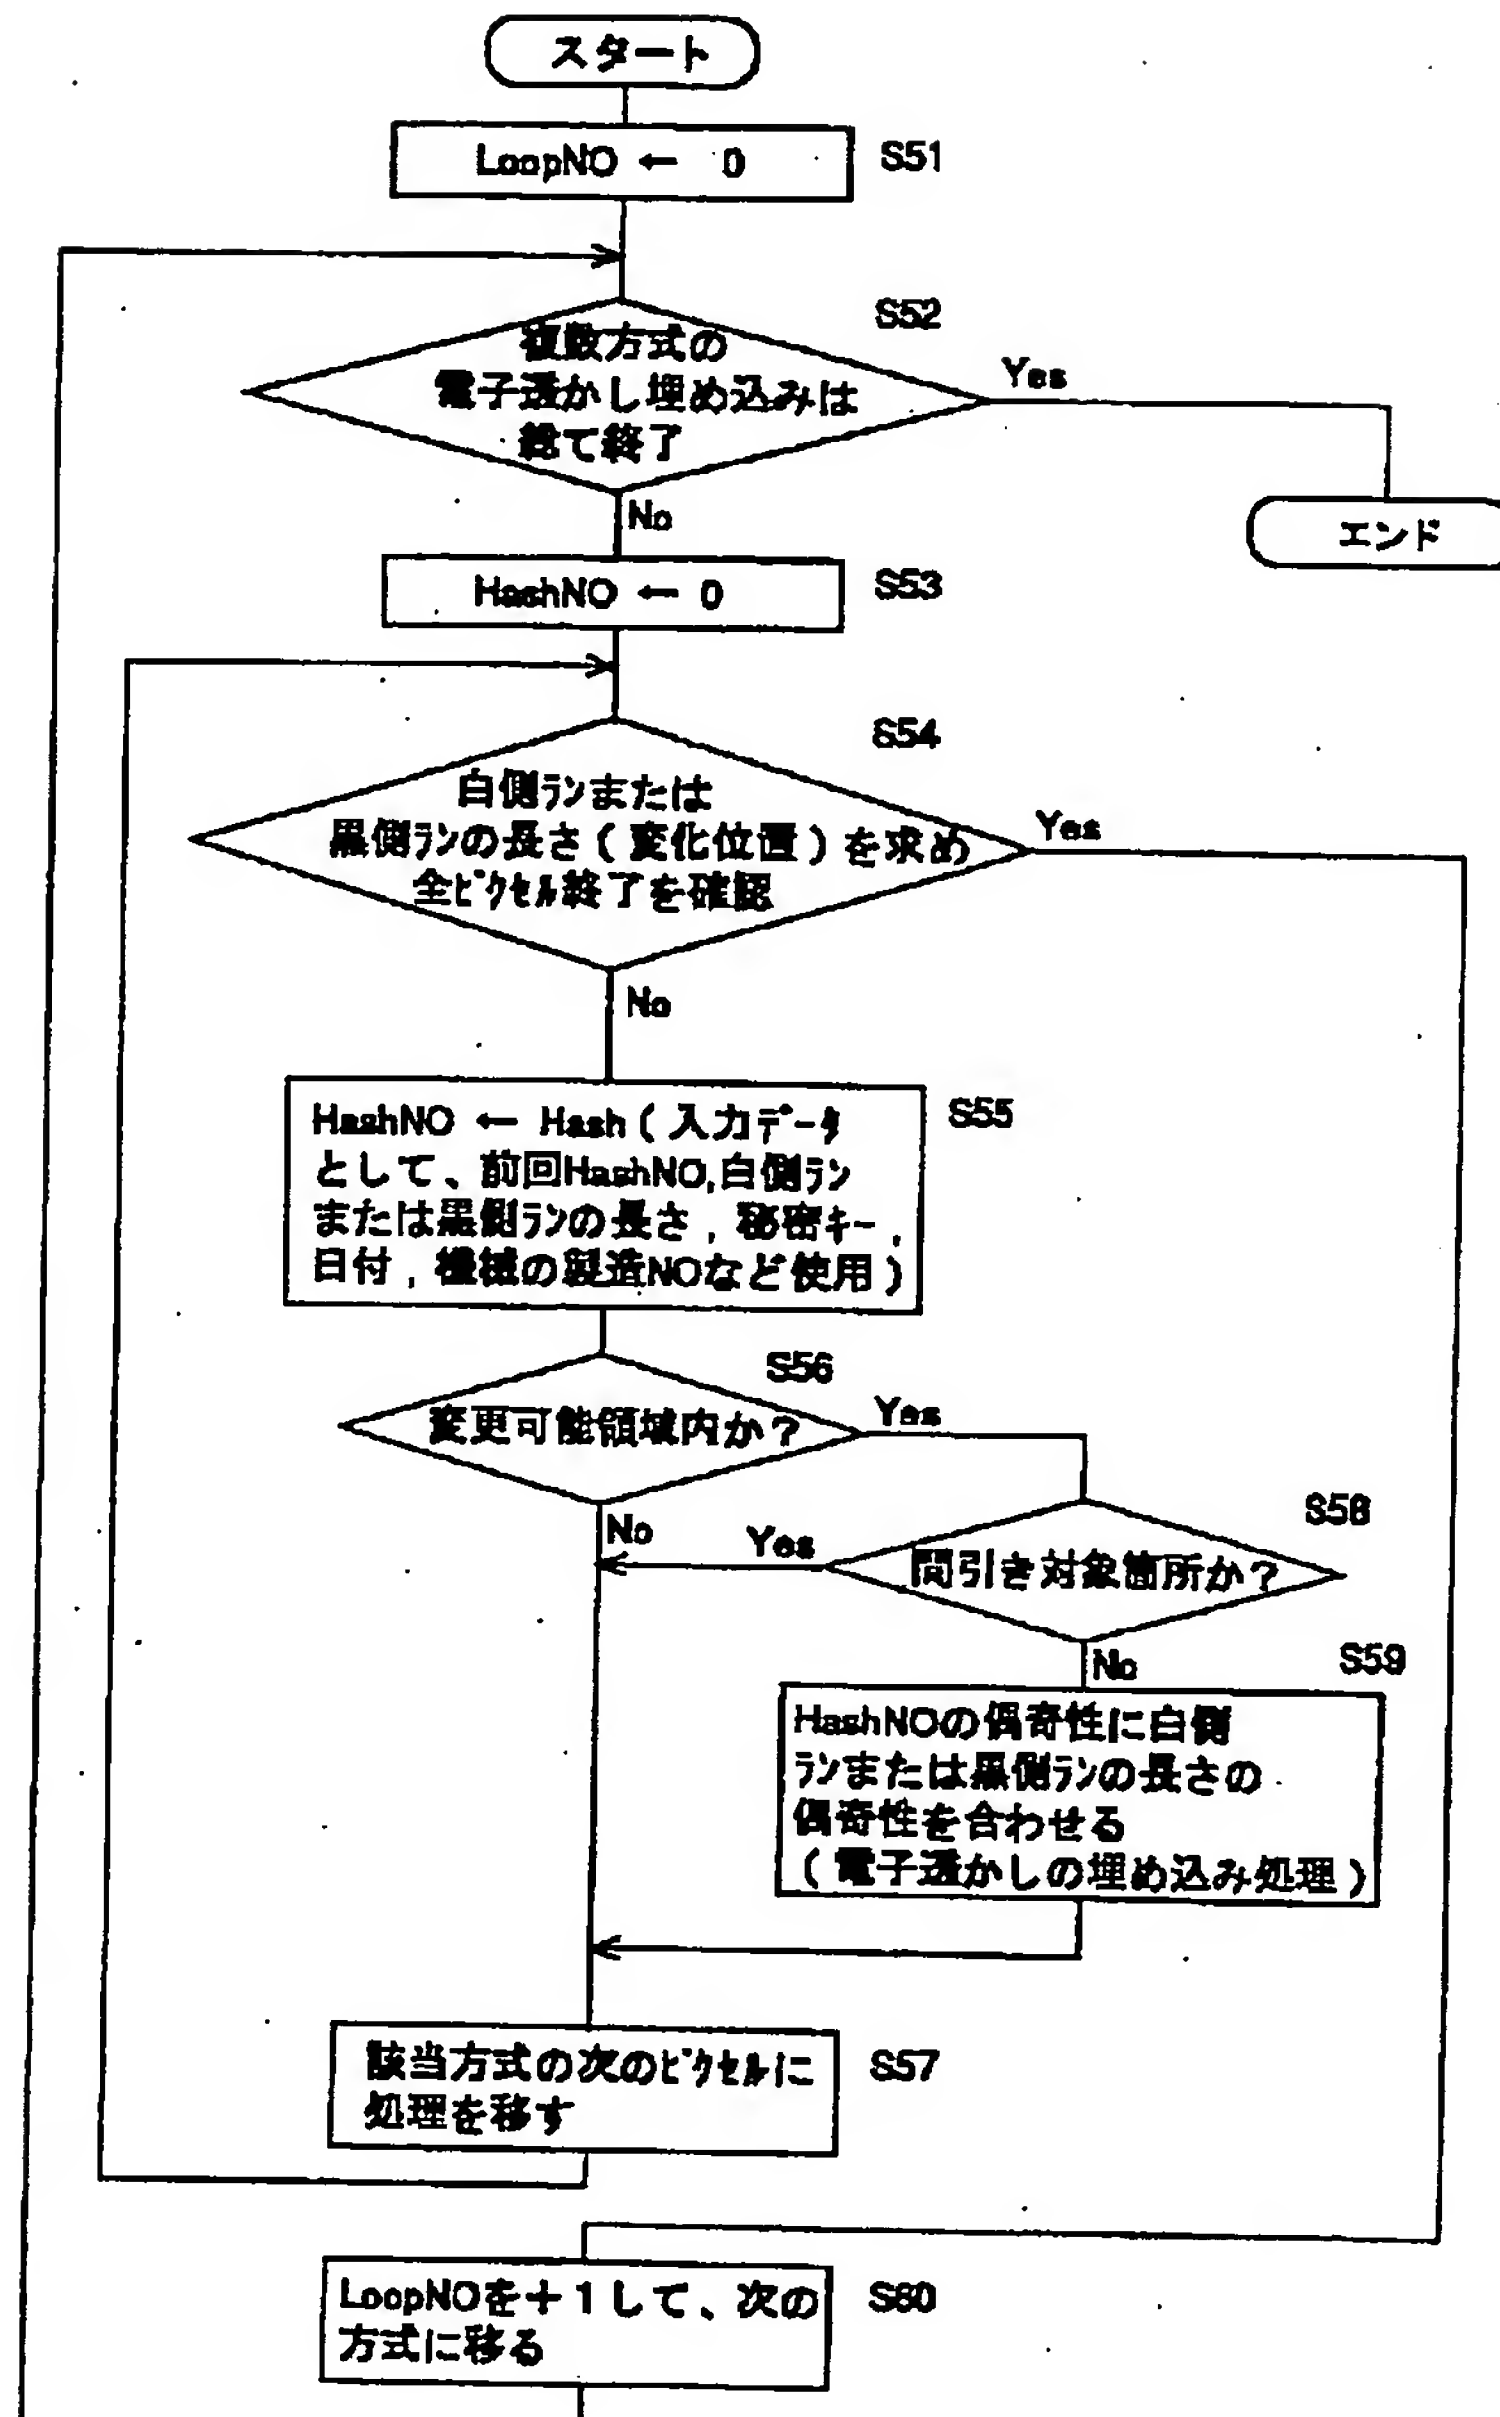 スタート
LoopNO ← 0
S51
S52
複数方式の
電子透かし埋め込みは
総て終了
Yes
No
エンド
HashNO ← 0
S53
S54
白側ﾗﾝまたは
黒側ﾗﾝの長さ(変化位置)を求め
全ﾋﾟｸｾﾙ終了を確認
Yes
No
HashNO ← Hash(入力ﾃﾞｰﾀ
として、前回HashNO,白側ﾗﾝ
または黒側ﾗﾝの長さ,秘密ｷｰ,
日付,機械の製造NOなど使用)
S55
S56
変更可能領域内か?
Yes
No
S58
間引き対象箇所か?
Yes
No
S59
HashNOの偶奇性に白側
ﾗﾝまたは黒側ﾗﾝの長さの
偶奇性を合わせる
(電子透かしの埋め込み処理)
該当方式の次のﾋﾟｸｾﾙに
処理を移す
S57
LoopNOを+1して、次の
方式に移る
S60